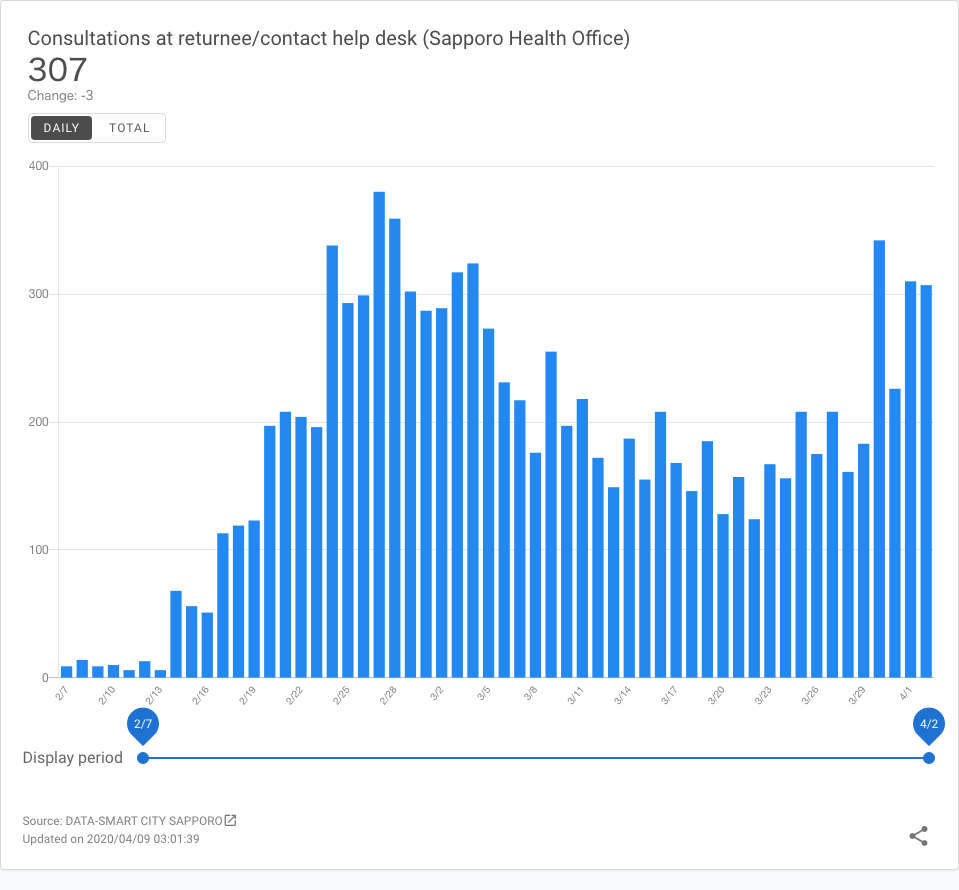 Consultations at returnee/contact help desk (Sapporo Health Office)
307
Change: -3
DAILY TOTAL
400
300
200
100
0
2/7 2/10 2/13 2/16 2/19 2/22 2/25 2/28 3/2 3/5 3/8 3/11 3/14 3/17 3/20 3/23 3/26 3/29 4/1
2/7 4/2
Display period
Source: DATA-SMART CITY SAPPORO
Updated on 2020/04/09 03:01:39